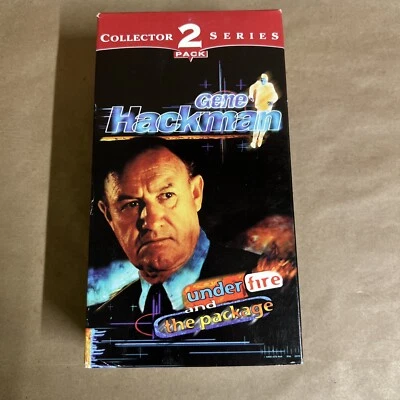 COLLECTOR 2 SERIES
PACK
Gene
Hackman
under fire
and
the package